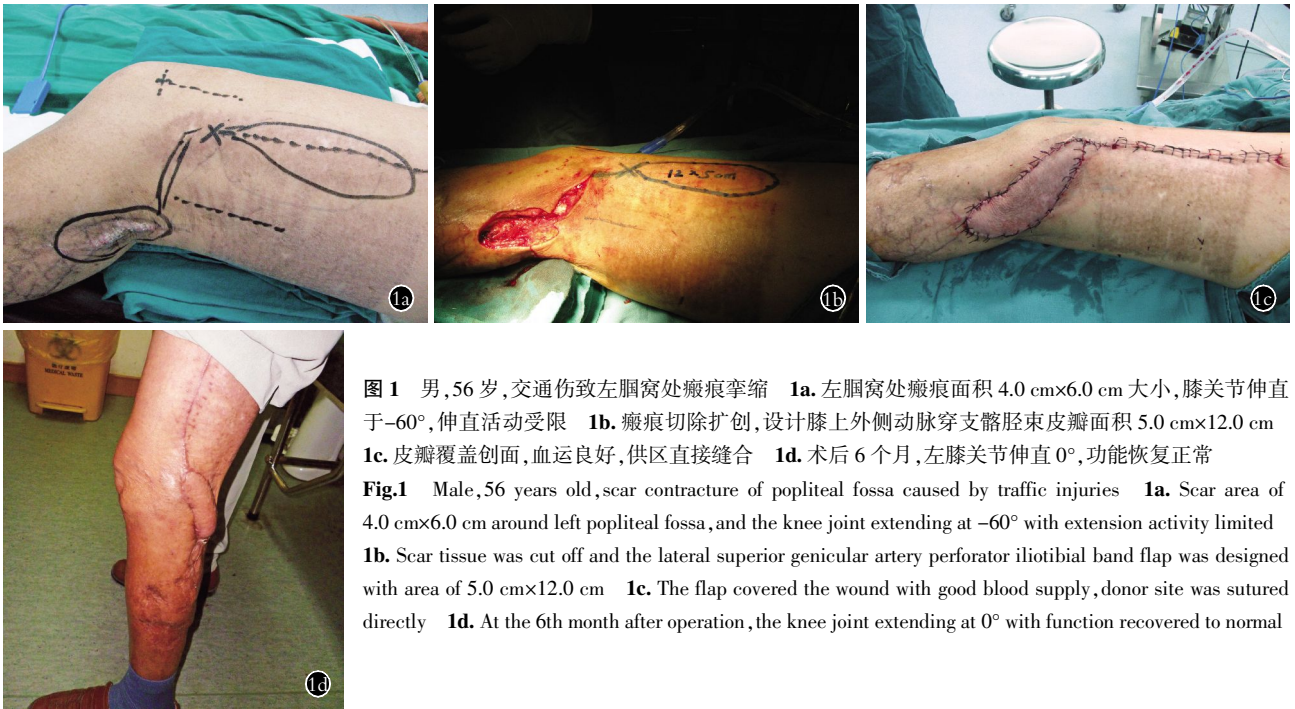 1a
12×5cm
1b
1c
MEDICAL WASTE
1d
图 1 男,56 岁,交通伤致左腘窝处瘢痕挛缩 1a. 左腘窝处瘢痕面积 4.0 cm×6.0 cm 大小,膝关节伸直
于-60°,伸直活动受限 1b. 瘢痕切除扩创,设计膝上外侧动脉穿支髂胫束皮瓣面积 5.0 cm×12.0 cm
1c. 皮瓣覆盖创面,血运良好,供区直接缝合 1d. 术后 6 个月,左膝关节伸直 0°,功能恢复正常
Fig.1 Male,56 years old,scar contracture of popliteal fossa caused by traffic injuries 1a. Scar area of
4.0 cm×6.0 cm around left popliteal fossa,and the knee joint extending at -60° with extension activity limited
1b. Scar tissue was cut off and the lateral superior genicular artery perforator iliotibial band flap was designed
with area of 5.0 cm×12.0 cm 1c. The flap covered the wound with good blood supply,donor site was sutured
directly 1d. At the 6th month after operation,the knee joint extending at 0° with function recovered to normal